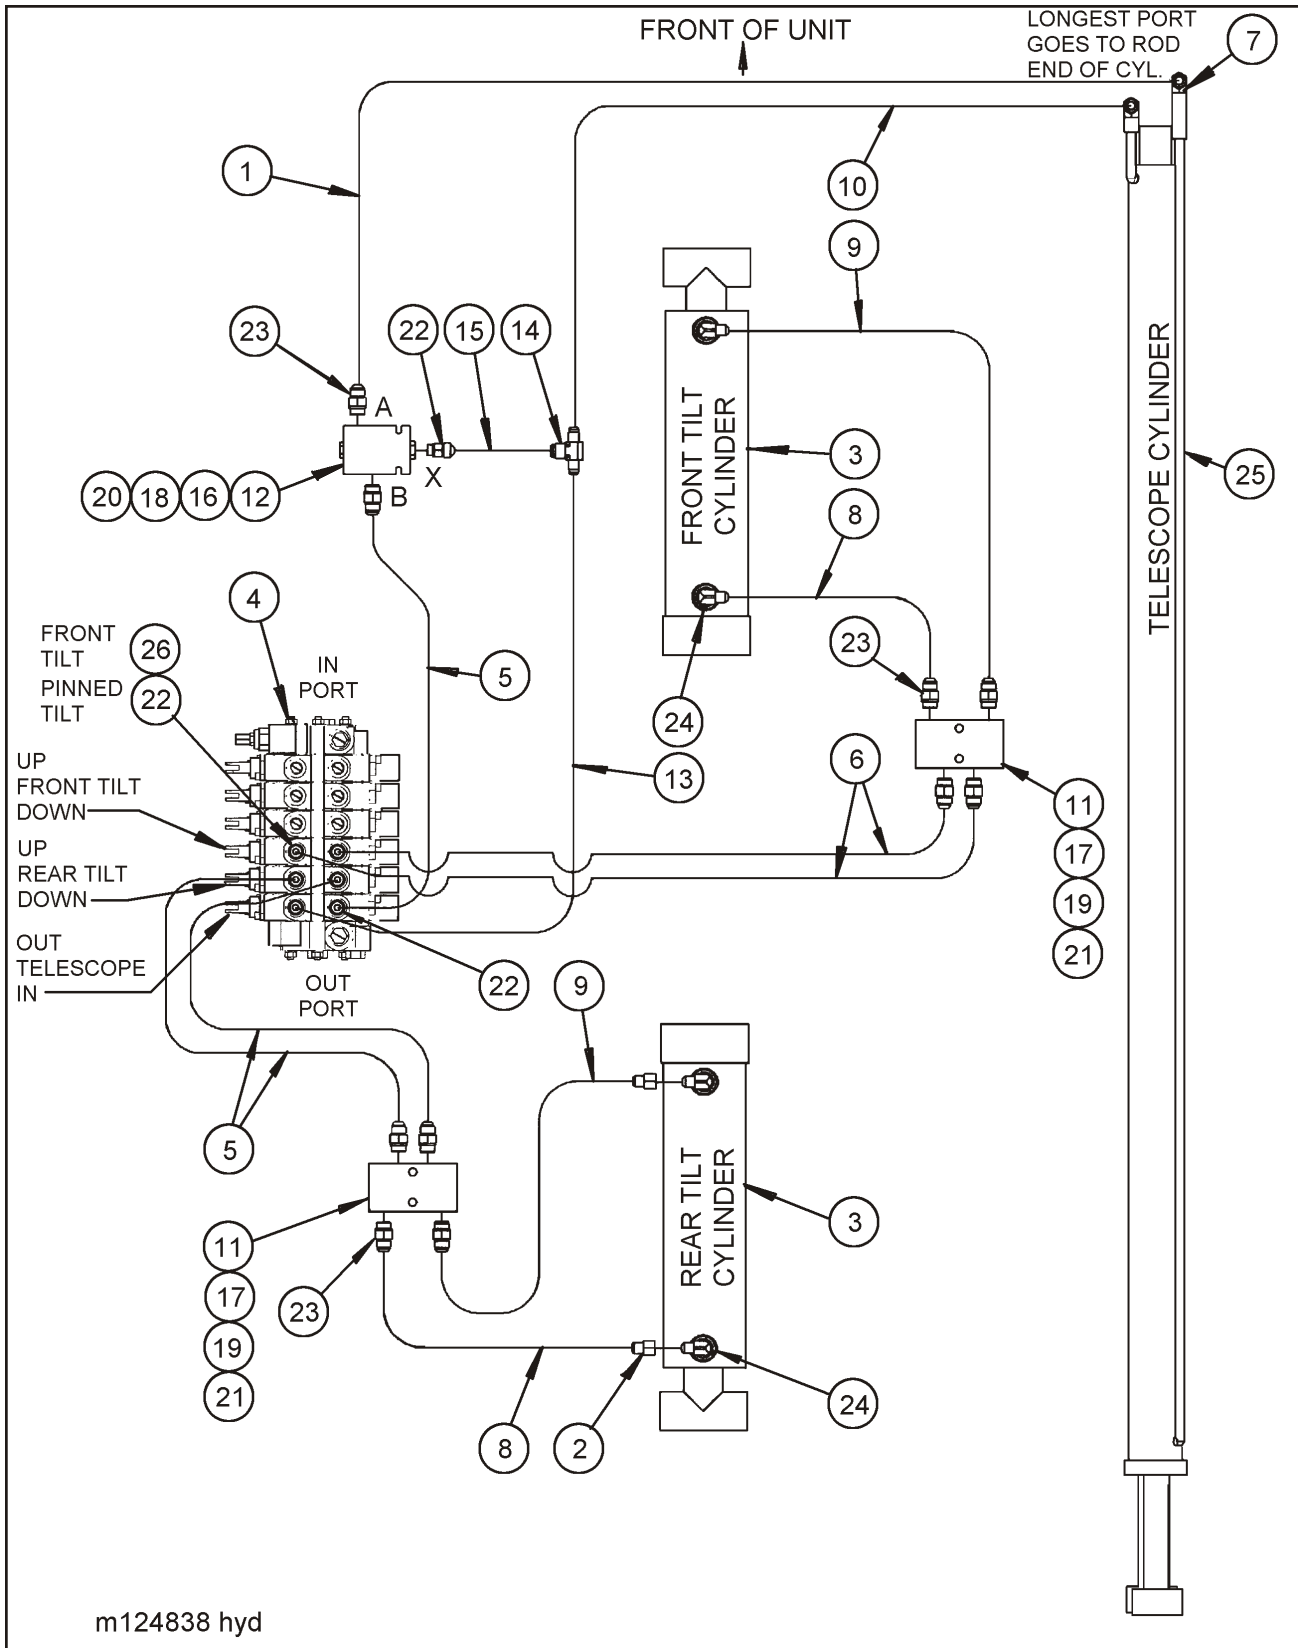 FRONT OF UNIT
LONGEST PORT
GOES TO ROD
END OF CYL.
7
1
10
9
23
22
15
14
A
X
B
20
18
16
12
FRONT TILT
CYLINDER
3
8
TELESCOPE CYLINDER
25
4
FRONT
TILT
26
PINNED
TILT
22
IN
PORT
5
24
23
13
6
UP
FRONT TILT
DOWN
UP
REAR TILT
DOWN
OUT
TELESCOPE
IN
11
17
19
21
OUT
PORT
22
9
5
REAR TILT
CYLINDER
3
11
17
19
21
23
24
8
2
m124838 hyd